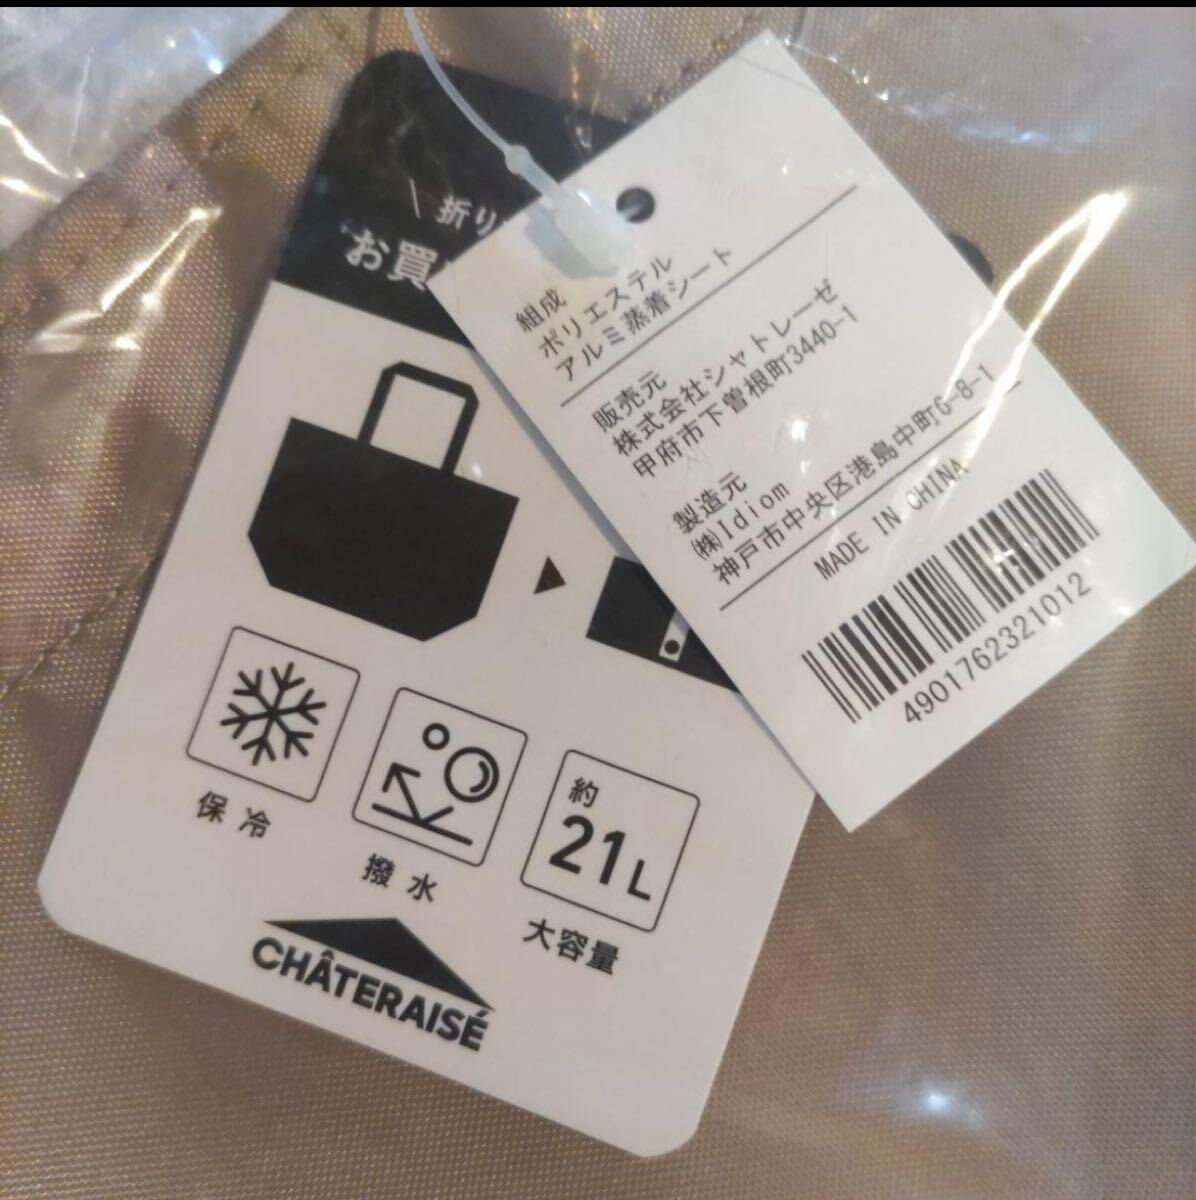 折り
お買
保冷
撥水
約
21L
大容量
CHÂTERAISÉ
組成
ポリエステル
アルミ蒸着シート
販売元
株式会社シャトレーゼ
甲府市下曽根町3440-1
製造元
㈱Idiom
神戸市中央区港島中町6-8-1
MADE IN CHINA
4901762321012